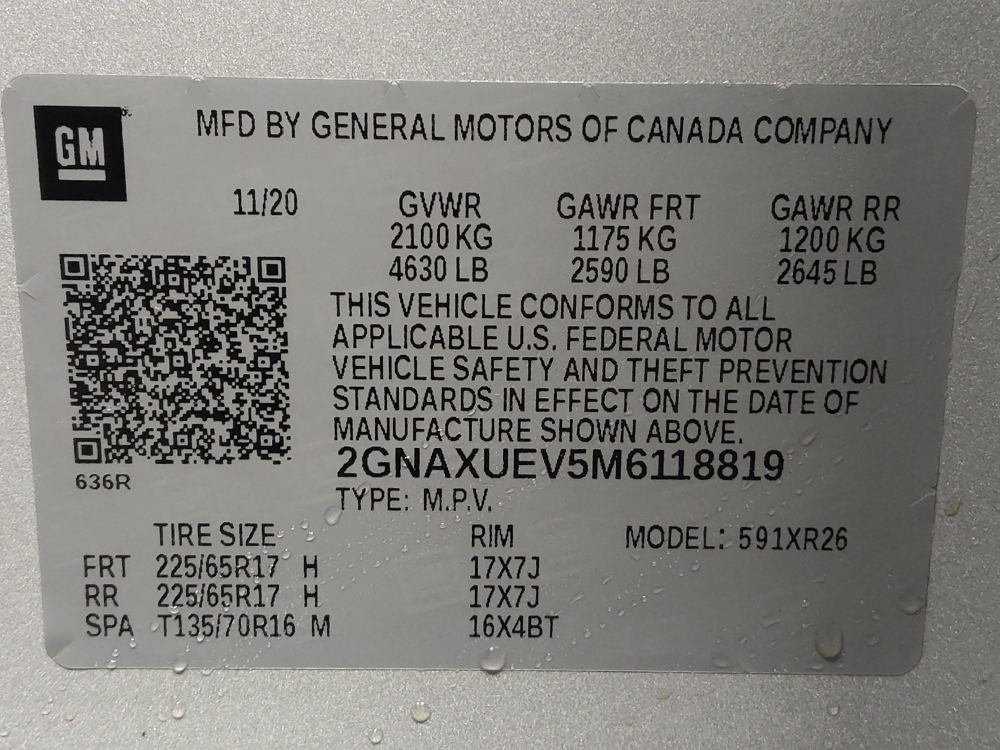 GM
MFD BY GENERAL MOTORS OF CANADA COMPANY
11/20 GVWR GAWR FRT GAWR RR
2100 KG 1175 KG 1200 KG
4630 LB 2590 LB 2645 LB
THIS VEHICLE CONFORMS TO ALL
APPLICABLE U.S. FEDERAL MOTOR
VEHICLE SAFETY AND THEFT PREVENTION
STANDARDS IN EFFECT ON THE DATE OF
MANUFACTURE SHOWN ABOVE.
2GNAXUEV5M6118819
636R
TYPE: M.P.V.
TIRE SIZE RIM MODEL: 591XR26
FRT 225/65R17 H 17X7J
RR 225/65R17 H 17X7J
SPA T135/70R16 M 16X4BT